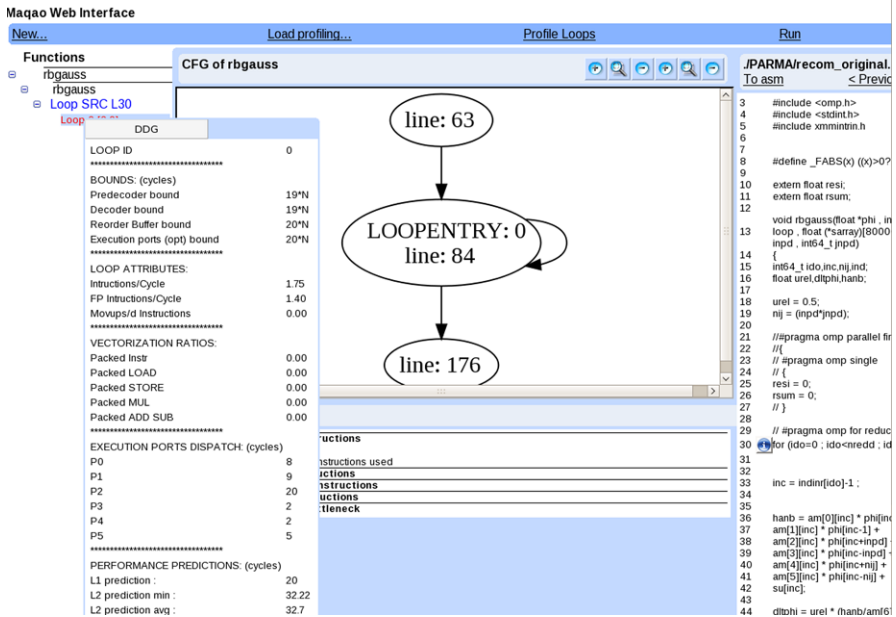 Maqao Web Interface
New... Load profiling... Profile Loops Run
Functions
rbgauss
rbgauss
Loop SRC L30
Loop
DDG
LOOP ID 0
**********************************
BOUNDS: (cycles)
Predecoder bound 19*N
Decoder bound 19*N
Reorder Buffer bound 20*N
Execution ports (opt) bound 20*N
**********************************
LOOP ATTRIBUTES:
Intructions/Cycle 1.75
FP Intructions/Cycle 1.40
Movups/d Instructions 0.00
**********************************
VECTORIZATION RATIOS:
Packed Instr 0.00
Packed LOAD 0.00
Packed STORE 0.00
Packed MUL 0.00
Packed ADD SUB 0.00
**********************************
EXECUTION PORTS DISPATCH: (cycles)
P0 8
P1 9
P2 20
P3 2
P4 2
P5 5
**********************************
PERFORMANCE PREDICTIONS: (cycles)
L1 prediction : 20
L2 prediction min : 32.22
L2 prediction avg : 32.7
CFG of rbgauss
line: 63
LOOPENTRY: 0
line: 84
line: 176
uctions
nstructions used
uctions
nstructions
uctions
tleneck
./PARMA/recom_original.
To asm < Previc
3 #include <omp.h>
4 #include <stdint.h>
5 #include xmmintrin.h
6
7
8 #define _FABS(x) ((x)>0?
9
10 extern float resi;
11 extern float rsum;
12
void rbgauss(float *phi , in
13 loop , float (*sarray)[8000
inpd , int64_t jnpd)
14 {
15 int64_t ido,inc,nij,ind;
16 float urel,dltphi,hanb;
17
18 urel = 0.5;
19 nij = (inpd*jnpd);
20
21 //#pragma omp parallel fir
22 //{
23 // #pragma omp single
24 // {
25 resi = 0;
26 rsum = 0;
27 // }
28
29 // #pragma omp for reduc
30 for (ido=0 ; ido<nredd ; id
31
32
33 inc = indinr[ido]-1 ;
34
35
36 hanb = am[0][inc] * phi[inc
37 am[1][inc] * phi[inc-1] +
38 am[2][inc] * phi[inc+inpd] +
39 am[3][inc] * phi[inc-inpd] +
40 am[4][inc] * phi[inc+nij] +
41 am[5][inc] * phi[inc-nij] +
42 su[inc];
43
44 dltphi = urel * (hanb/am[6]